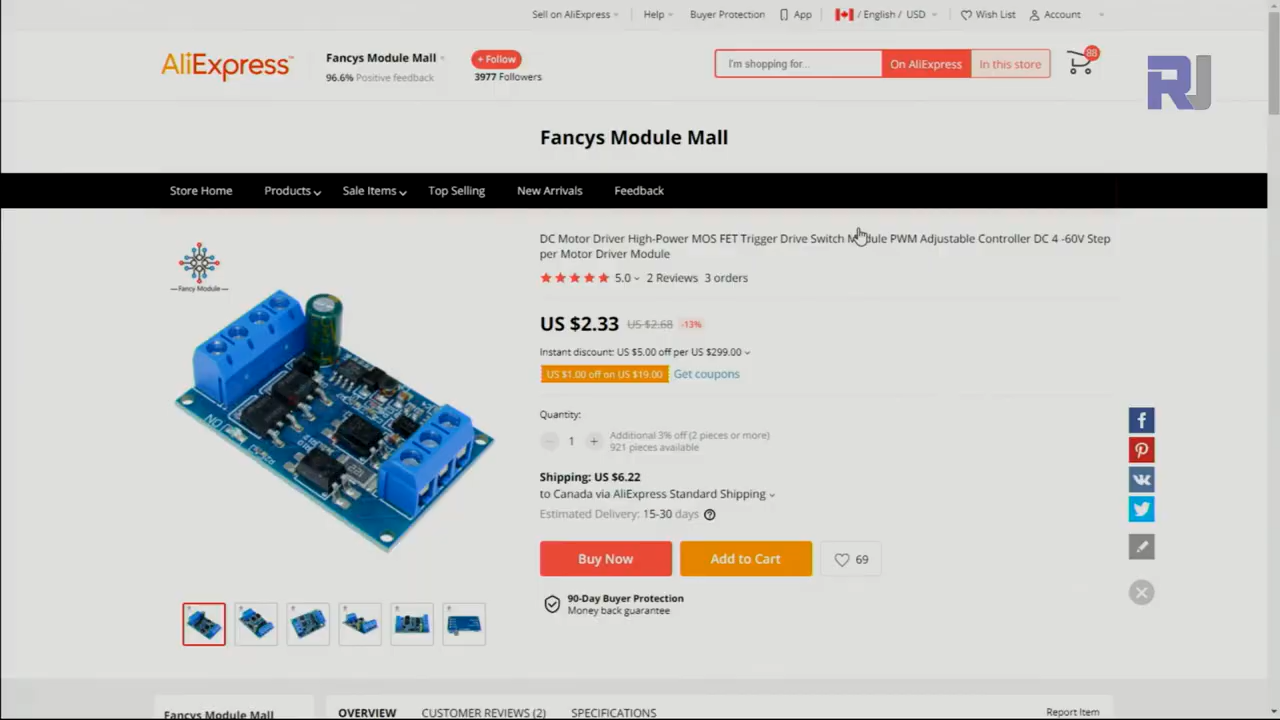 Sell on AliExpress
Help
Buyer Protection
App
/ English / USD
Wish List
Account
AliExpress™
Fancys Module Mall
96.6% Positive feedback
+ Follow
3977 Followers
I'm shopping for...
On AliExpress
In this store
88
RJ
Fancys Module Mall
Store Home
Products
Sale Items
Top Selling
New Arrivals
Feedback
—Fancy Module—
DC Motor Driver High-Power MOS FET Trigger Drive Switch Module PWM Adjustable Controller DC 4 -60V Step
per Motor Driver Module
5.0
2 Reviews
3 orders
US $2.33
US $2.68
-13%
Instant discount: US $5.00 off per US $299.00
US $1.00 off on US $19.00
Get coupons
Quantity:
1
Additional 3% off (2 pieces or more)
921 pieces available
Shipping: US $6.22
to Canada via AliExpress Standard Shipping
Estimated Delivery: 15-30 days
Buy Now
Add to Cart
69
90-Day Buyer Protection
Money back guarantee
Fancys Module Mall
OVERVIEW
CUSTOMER REVIEWS (2)
SPECIFICATIONS
Report Item